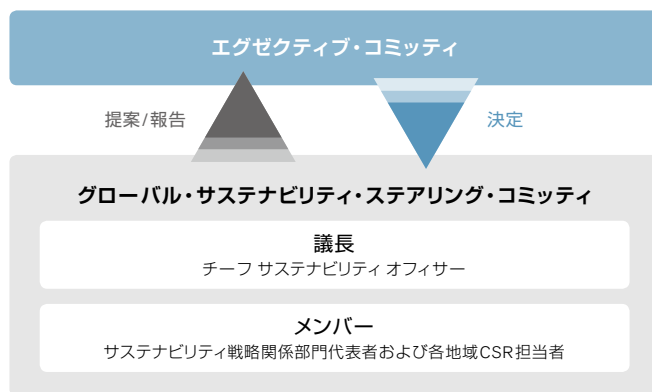 エグゼクティブ・コミッティ
提案/報告
決定
グローバル・サステナビリティ・ステアリング・コミッティ
議長
チーフ サステナビリティ オフィサー
メンバー
サステナビリティ戦略関係部門代表者および各地域CSR担当者